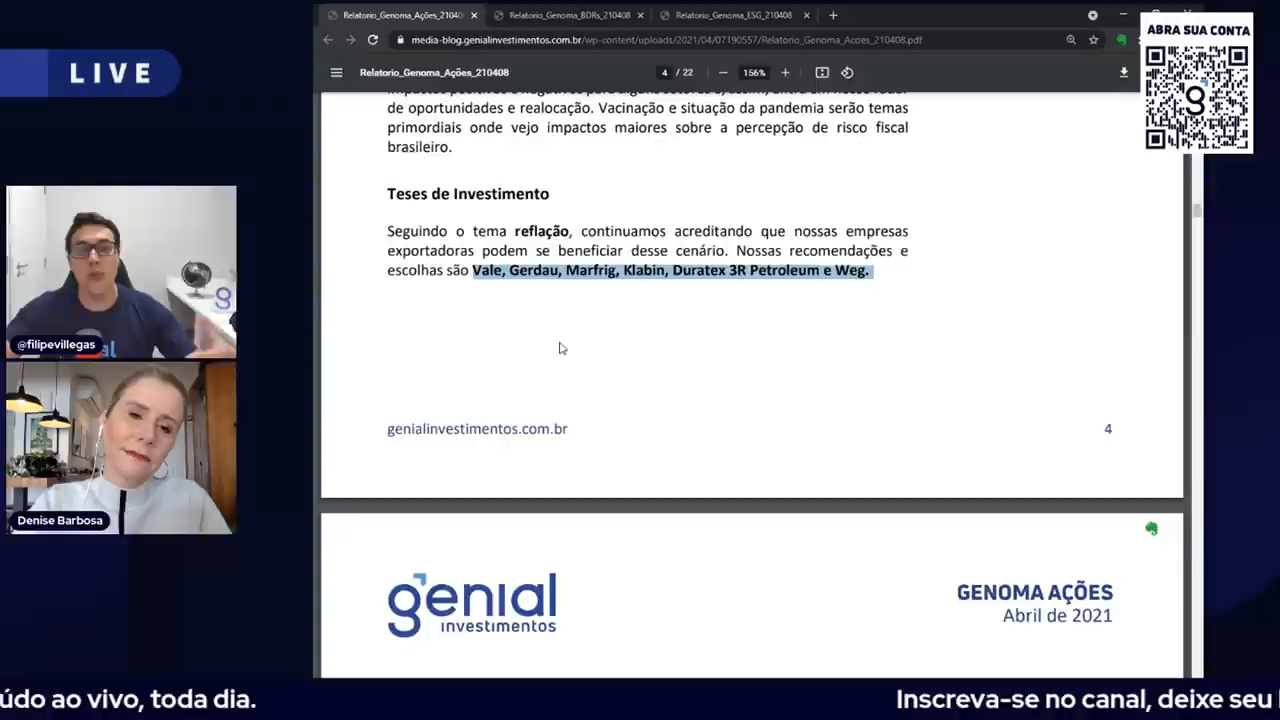 Relatorio_Genoma_Ações_2104
Relatorio_Genoma_BDRs_210408
Relatorio_Genoma_ESG_210408
media-blog.genialinvestimentos.com.br/wp-content/uploads/2021/04/07190557/Relatorio_Genoma_Acoes_210408.pdf
ABRA SUA CONTA
LIVE
Relatorio_Genoma_Ações_210408
4 / 22
156%
de oportunidades e realocação. Vacinação e situação da pandemia serão temas
primordiais onde vejo impactos maiores sobre a percepção de risco fiscal
brasileiro.
Teses de Investimento
Seguindo o tema reflação, continuamos acreditando que nossas empresas
exportadoras podem se beneficiar desse cenário. Nossas recomendações e
escolhas são Vale, Gerdau, Marfrig, Klabin, Duratex 3R Petroleum e Weg.
@filipevillegas
genialinvestimentos.com.br
4
Denise Barbosa
genial
investimentos
GENOMA AÇÕES
Abril de 2021
údo ao vivo, toda dia.
Inscreva-se no canal, deixe seu